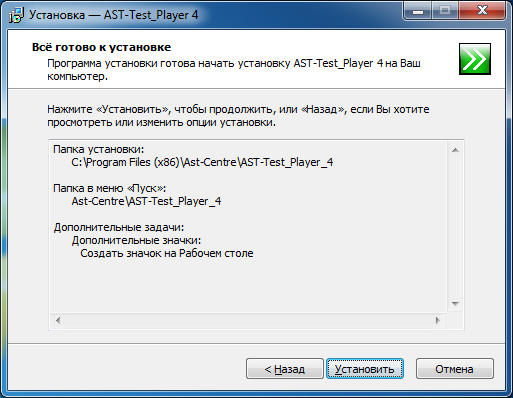 Установка — AST-Test_Player 4
Всё готово к установке
Программа установки готова начать установку AST-Test_Player 4 на Ваш
компьютер.
Нажмите «Установить», чтобы продолжить, или «Назад», если Вы хотите
просмотреть или изменить опции установки.
Папка установки:
C:\Program Files (x86)\Ast-Centre\AST-Test_Player_4
Папка в меню «Пуск»:
Ast-Centre\AST-Test_Player_4
Дополнительные задачи:
Дополнительные значки:
Создать значок на Рабочем столе
< Назад
Установить
Отмена